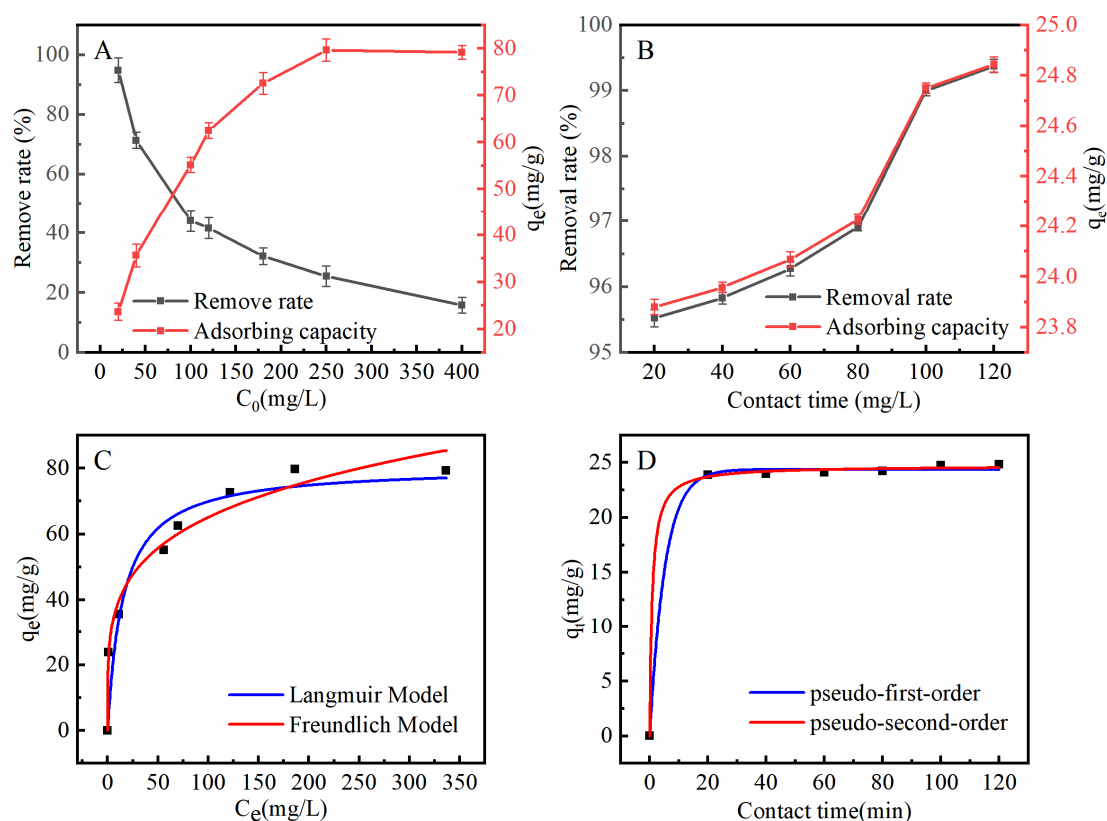 A
Remove rate (%)
100
80
60
40
20
0
80
70
60
50
40
30
20
qe(mg/g)
Remove rate
Adsorbing capacity
0 50 100 150 200 250 300 350 400
C0(mg/L)
B
Removal rate (%)
100
99
98
97
96
95
25.0
24.8
24.6
24.4
24.2
24.0
23.8
qe(mg/g)
Removal rate
Adsorbing capacity
20 40 60 80 100 120
Contact time (mg/L)
C
qe(mg/g)
80
60
40
20
0
Langmuir Model
Freundlich Model
0 50 100 150 200 250 300 350
Ce(mg/L)
D
qt(mg/g)
25
20
15
10
5
0
pseudo-first-order
pseudo-second-order
0 20 40 60 80 100 120
Contact time(min)